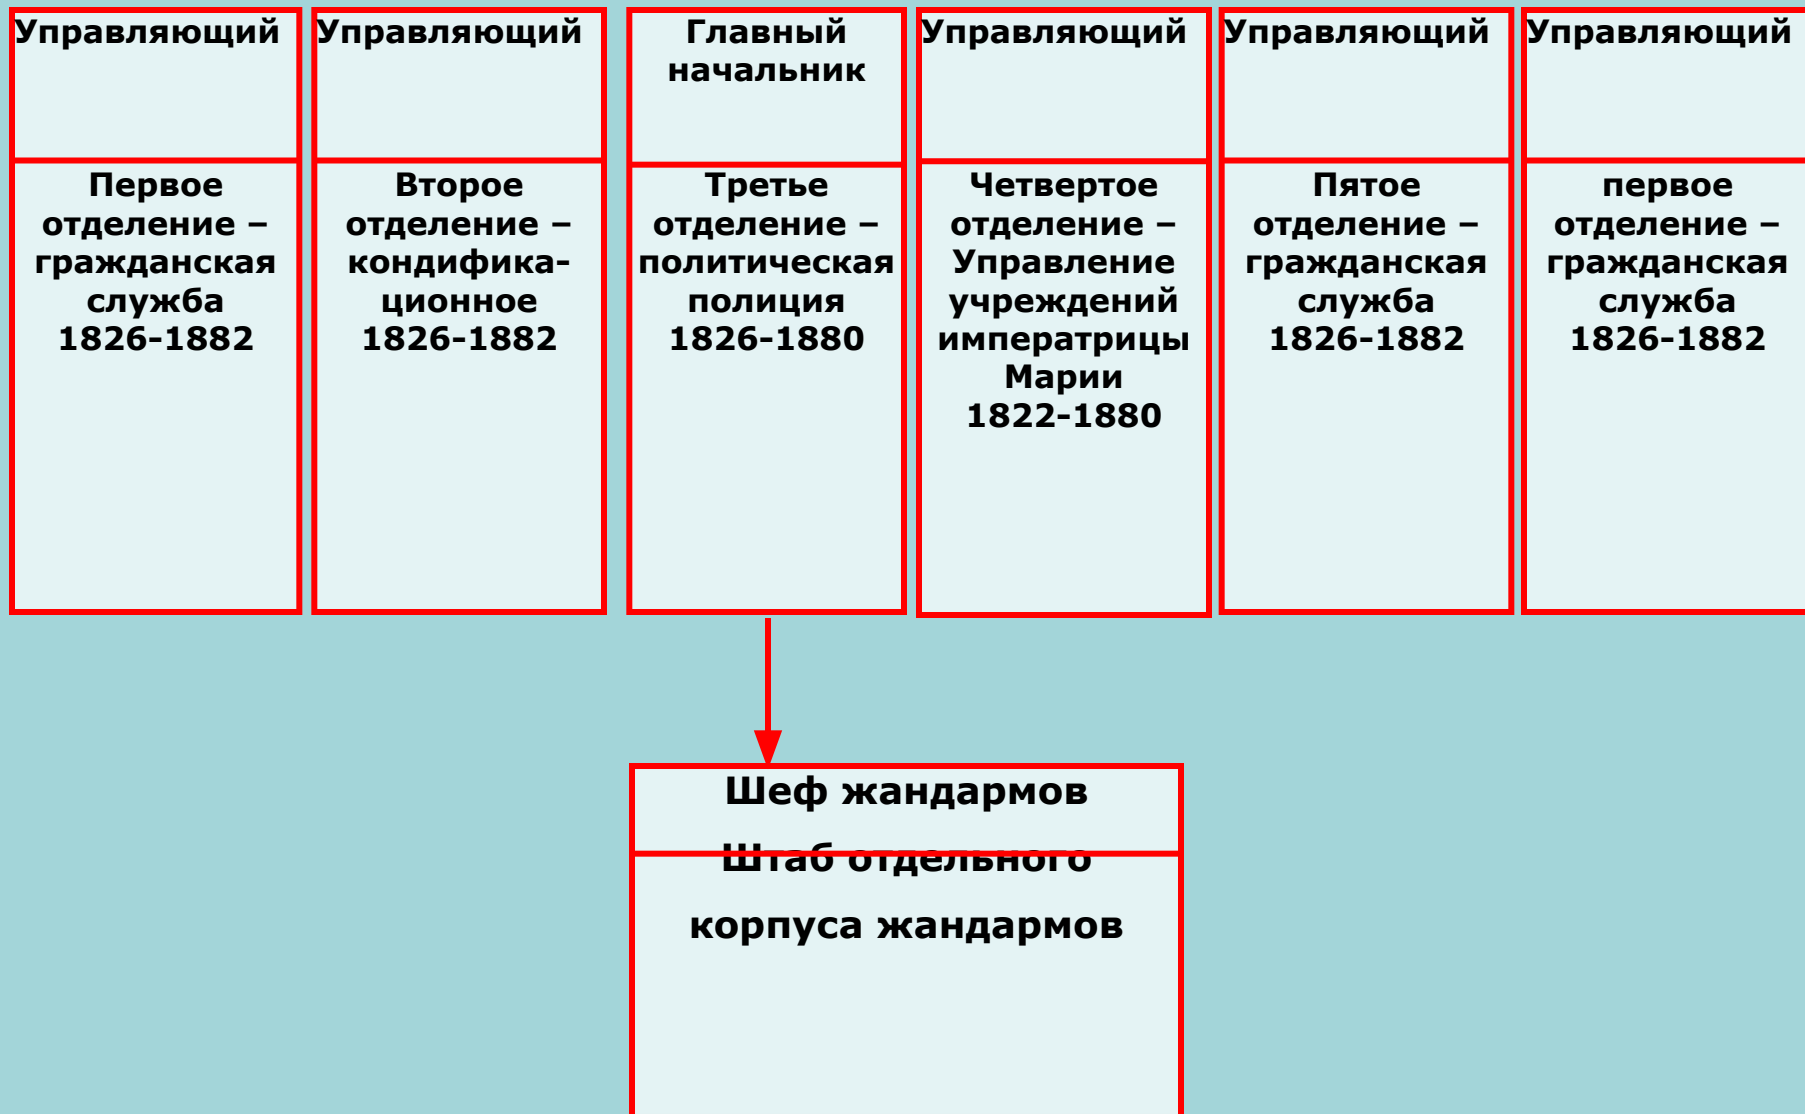 Управляющий
Первое
отделение –
гражданская
служба
1826-1882
Управляющий
Второе
отделение –
кондифика-
ционное
1826-1882
Главный
начальник
Третье
отделение –
политическая
полиция
1826-1880
Управляющий
Четвертое
отделение –
Управление
учреждений
императрицы
Марии
1822-1880
Управляющий
Пятое
отделение –
гражданская
служба
1826-1882
Управляющий
первое
отделение –
гражданская
служба
1826-1882
Шеф жандармов
Штаб отдельного
корпуса жандармов